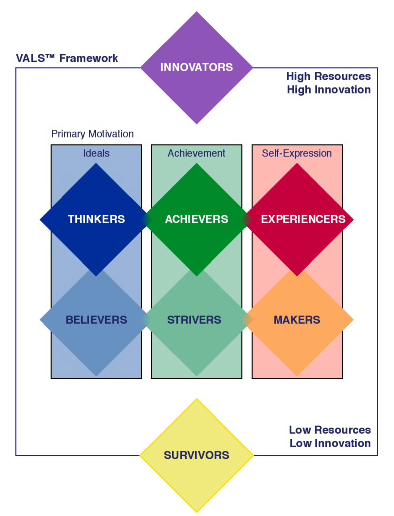 VALS™ Framework
INNOVATORS
High Resources
High Innovation
Primary Motivation
Ideals
Achievement
Self-Expression
THINKERS
ACHIEVERS
EXPERIENCERS
BELIEVERS
STRIVERS
MAKERS
Low Resources
Low Innovation
SURVIVORS